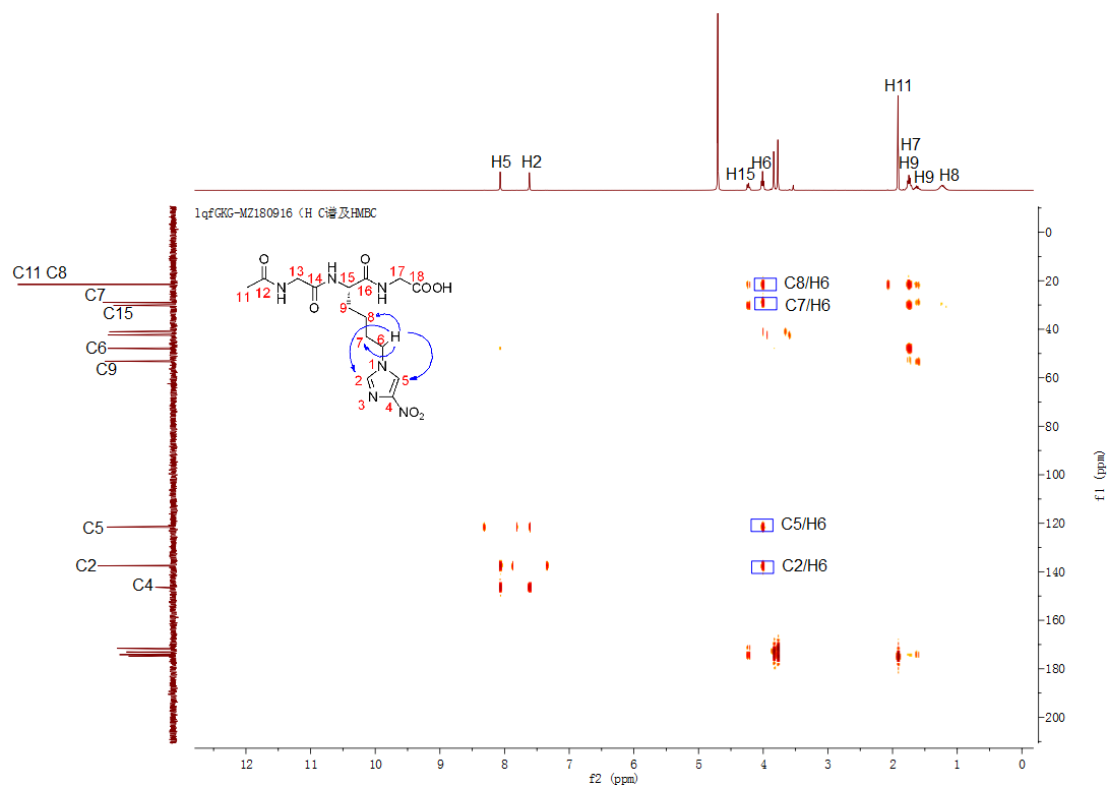 H11
H7
H5
H2
H15
H6
H9
H9
H8
lqfGKG-MZ180916 (H C谱及HMBC
C11 C8
C7
C15
C6
C9
C5
C2
C4
O
13
H
N
15
O
17
18
COOH
11
12
N
H
14
O
16
N
H
9
8
H
7
6
1
2
5
N
3
N
4
NO2
C8/H6
C7/H6
C5/H6
C2/H6
0
20
40
60
80
100
120
140
160
180
200
f1 (ppm)
12 11 10 9 8 7 6 5 4 3 2 1 0
f2 (ppm)